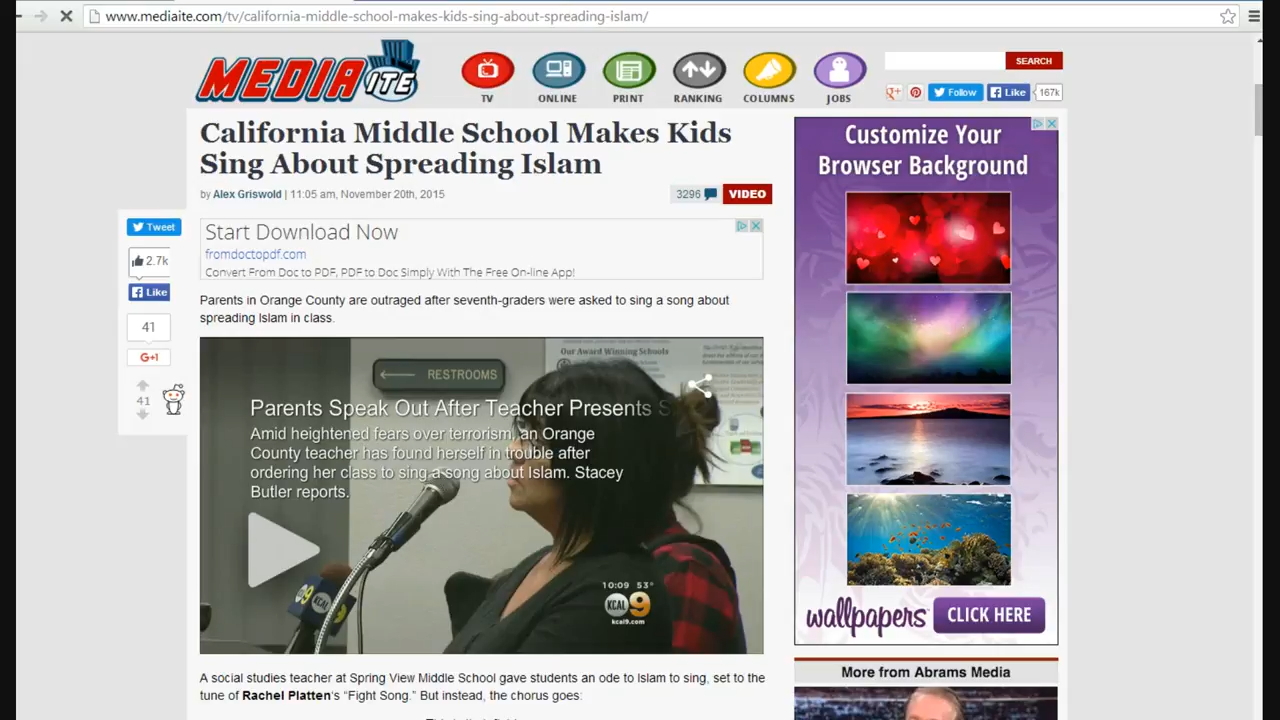 www.mediaite.com/tv/california-middle-school-makes-kids-sing-about-spreading-islam/
MEDIAITE
TV
ONLINE
PRINT
RANKING
COLUMNS
JOBS
SEARCH
Follow
Like
167k
California Middle School Makes Kids
Sing About Spreading Islam
by Alex Griswold | 11:05 am, November 20th, 2015
3296
VIDEO
Tweet
2.7k
Like
41
G+1
41
Start Download Now
fromdoctopdf.com
Convert From Doc to PDF, PDF to Doc Simply With The Free On-line App!
Parents in Orange County are outraged after seventh-graders were asked to sing a song about
spreading Islam in class.
Our Award Winning Schools
RESTROOMS
Parents Speak Out After Teacher Presents S
Amid heightened fears over terrorism, an Orange
County teacher has found herself in trouble after
ordering her class to sing a song about Islam. Stacey
Butler reports.
10:09 53°
KCAL 9
kcal9.com
A social studies teacher at Spring View Middle School gave students an ode to Islam to sing, set to the
tune of Rachel Platten's “Fight Song.” But instead, the chorus goes:
Customize Your
Browser Background
wallpapers
CLICK HERE
More from Abrams Media